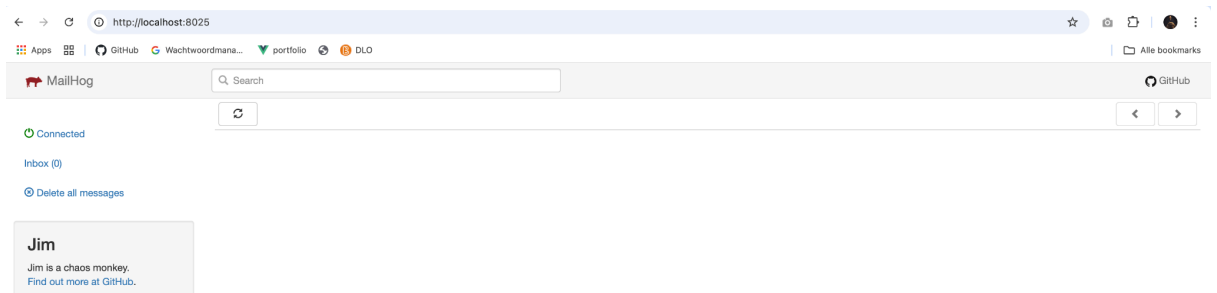 http://localhost:8025
Apps GitHub Wachtwoordmana... portfolio DLO Alle bookmarks
MailHog Search GitHub
Connected
Inbox (0)
Delete all messages
Jim
Jim is a chaos monkey.
Find out more at GitHub.